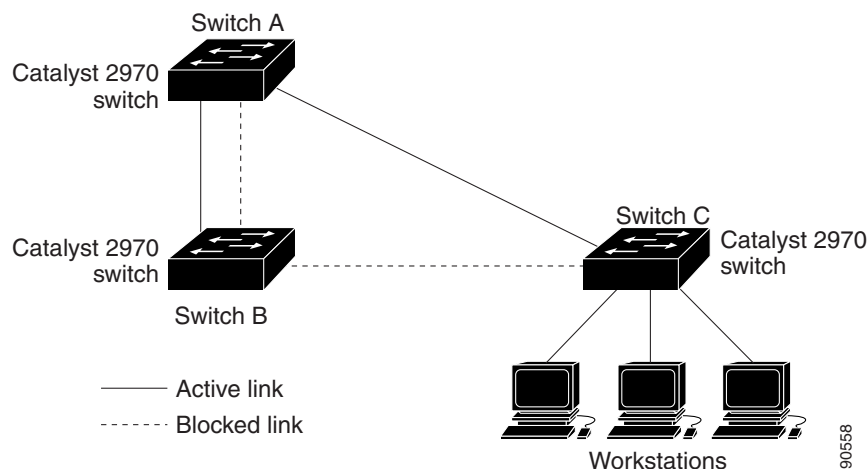 Switch A
Catalyst 2970
switch
Switch C
Catalyst 2970
switch
Catalyst 2970
switch
Switch B
Active link
Blocked link
Workstations
90558